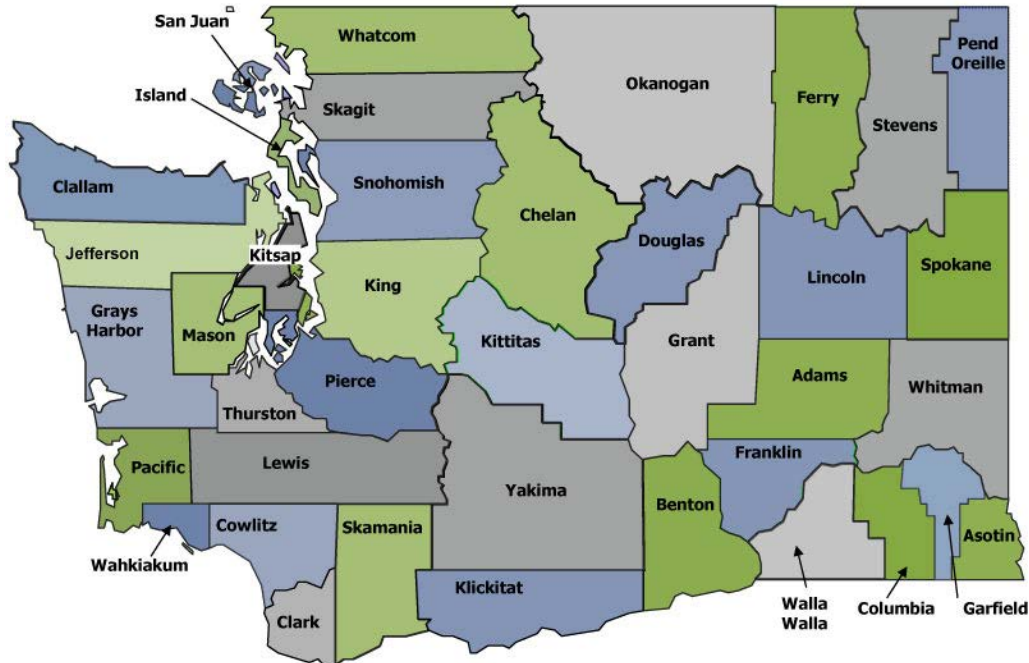 San Juan
Whatcom
Island
Skagit
Okanogan
Ferry
Stevens
Pend
Oreille
Clallam
Snohomish
Chelan
Douglas
Jefferson
Kitsap
King
Lincoln
Spokane
Grays
Harbor
Mason
Kittitas
Grant
Pierce
Adams
Whitman
Thurston
Pacific
Lewis
Yakima
Franklin
Benton
Wahkiakum
Cowlitz
Skamania
Asotin
Klickitat
Clark
Walla
Walla
Columbia
Garfield